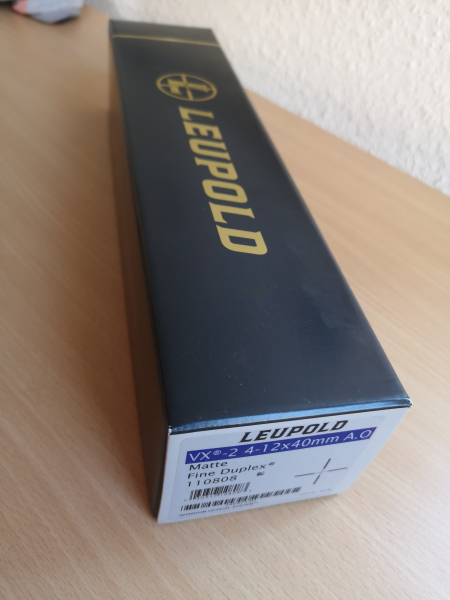 LEUPOLD
LEUPOLD
VX®-2 4-12x40mm A.O
Matte
Fine Duplex®
110808